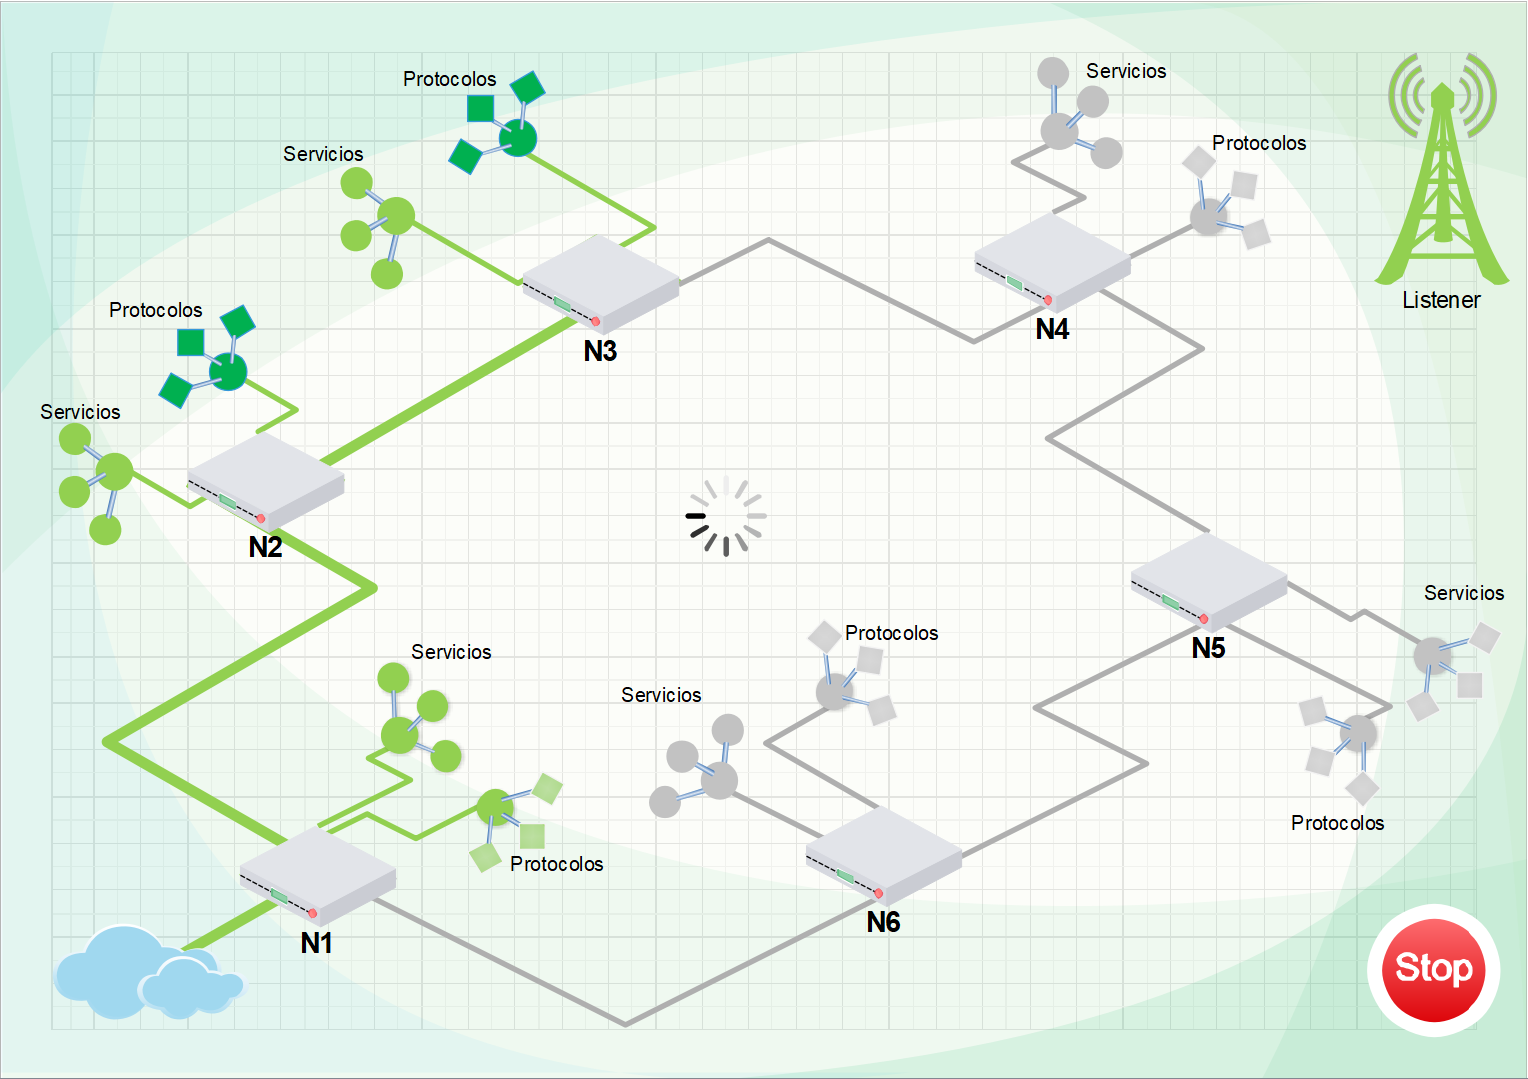 Servicios
Protocolos
Protocolos
Servicios
Listener
Protocolos
N4
N3
Servicios
N2
Servicios
Protocolos
N5
Servicios
Servicios
Protocolos
Protocolos
N6
N1
Stop